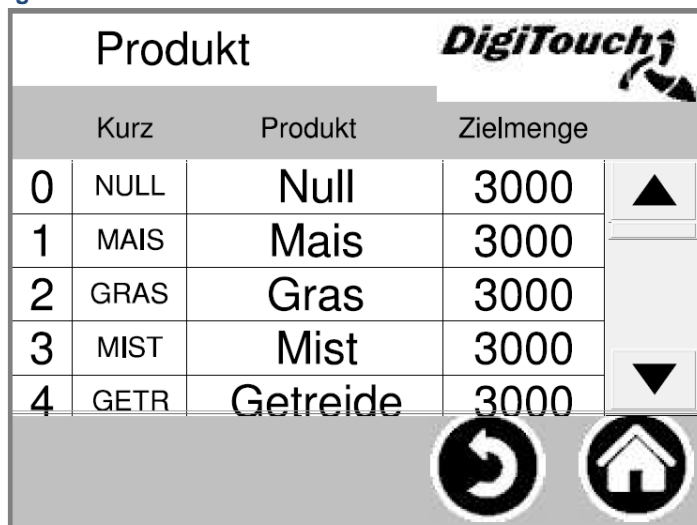 Produkt DigiTouch
Kurz Produkt Zielmenge
0 NULL Null 3000
1 MAIS Mais 3000
2 GRAS Gras 3000
3 MIST Mist 3000
4 GETR Getreide 3000